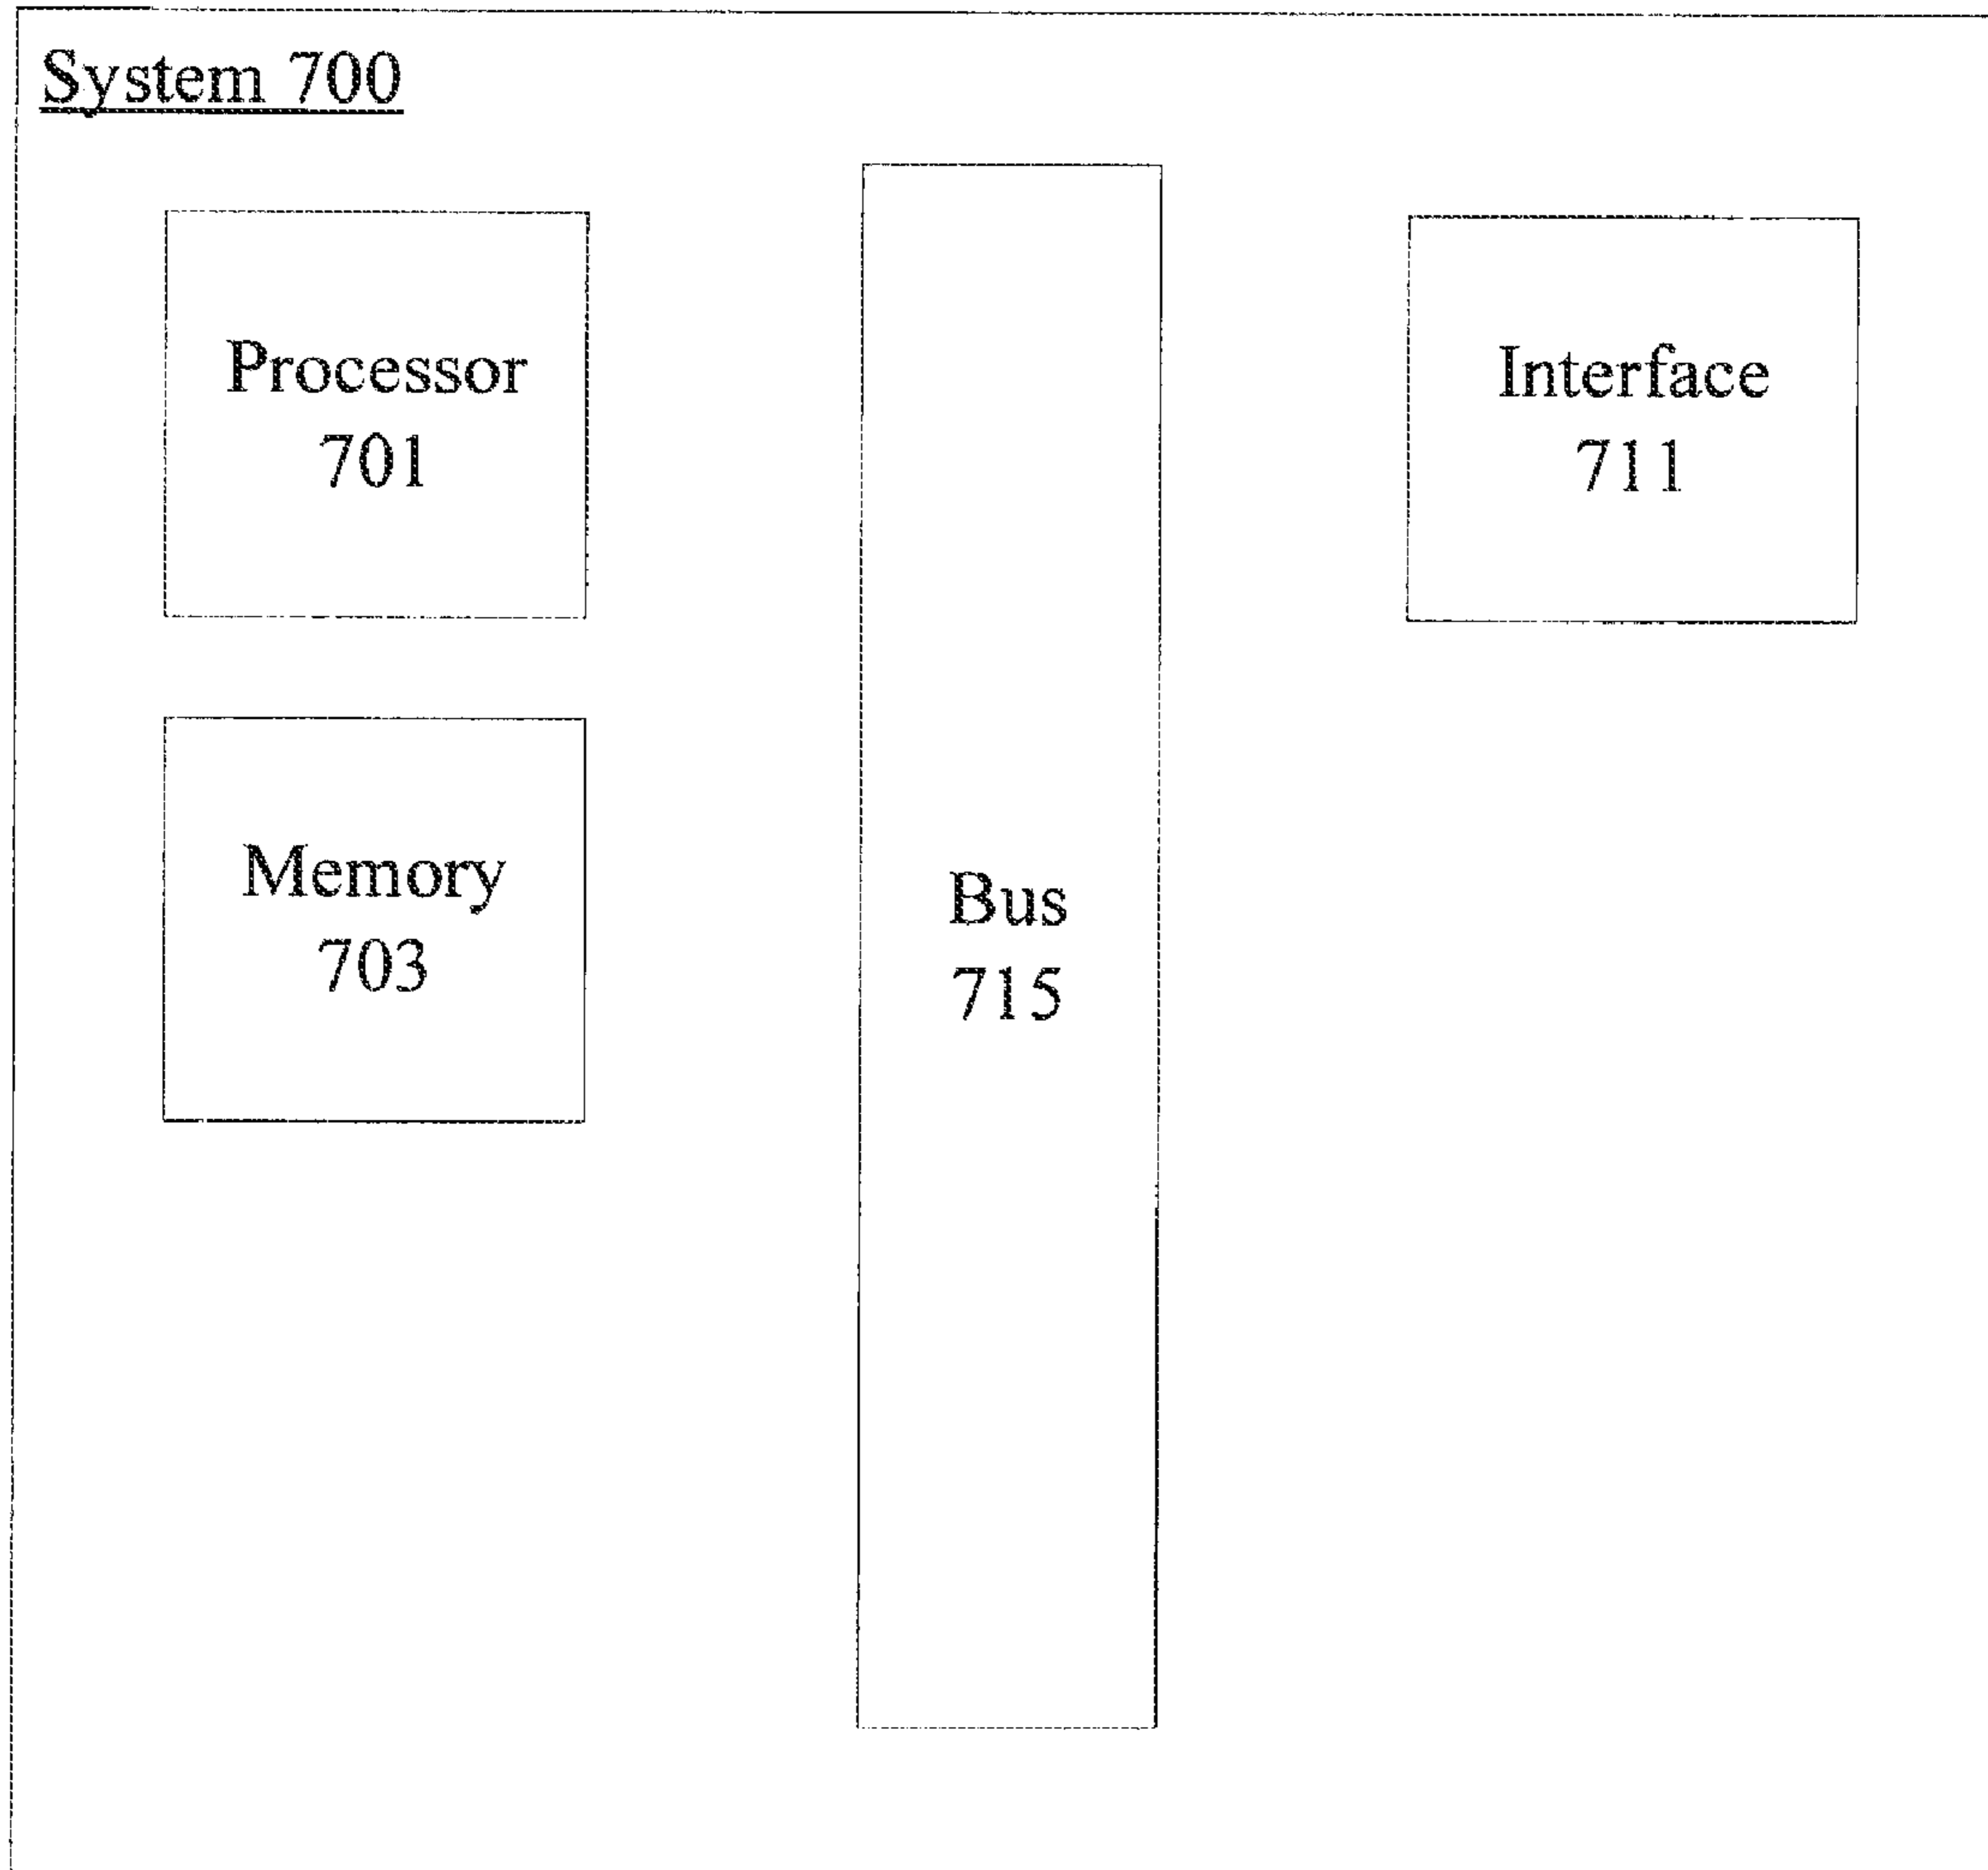 System 700
Processor
701
Interface
711
Memory
703
Bus
715